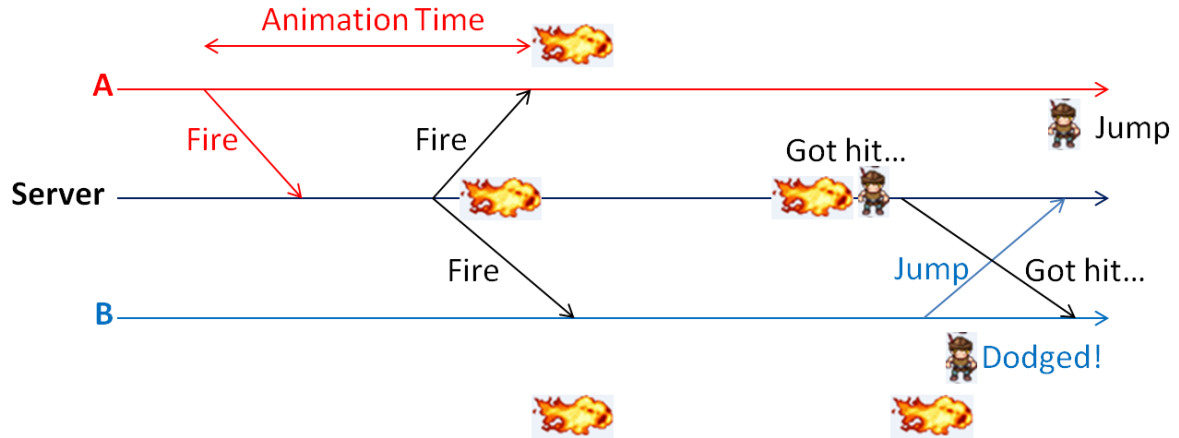 Animation Time
A
Fire
Fire
Jump
Got hit...
Server
Fire
Jump
Got hit...
B
Dodged!